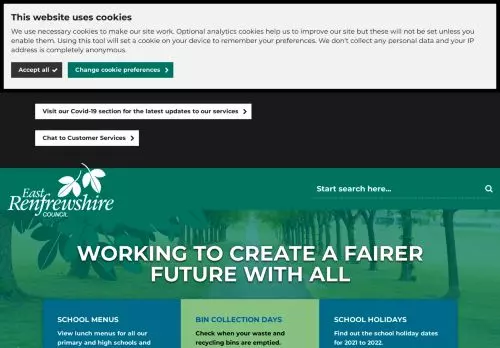 This website uses cookies
We use necessary cookies to make our site work. Optional analytics cookies help us to improve our site but these will not be set unless you
enable them. Using this tool will set a cookie on your device to remember your preferences. We don't collect any personal data and your IP
address is completely anonymous.
Accept all
Change cookie preferences
Visit our Covid-19 section for the latest updates to our services
Chat to Customer Services
East
Renfrewshire
COUNCIL
Start search here...
WORKING TO CREATE A FAIRER
FUTURE WITH ALL
SCHOOL MENUS
View lunch menus for all our
primary and high schools and
BIN COLLECTION DAYS
Check when your waste and
recycling bins are emptied.
SCHOOL HOLIDAYS
Find out the school holiday dates
for 2021 to 2022.